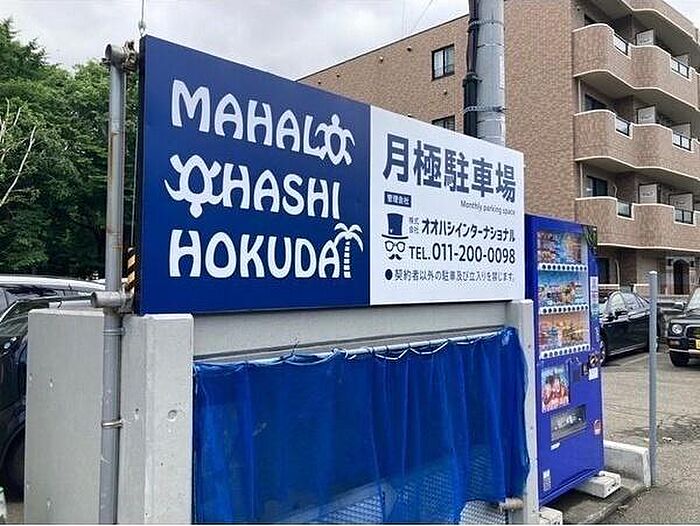 MAHALO
OHASHI
HOKUDAI
月極駐車場
Monthly parking space
管理会社
株式会社 オオハシインターナショナル
TEL. 011-200-0098
●契約者以外の駐車及び立入りを禁じます。